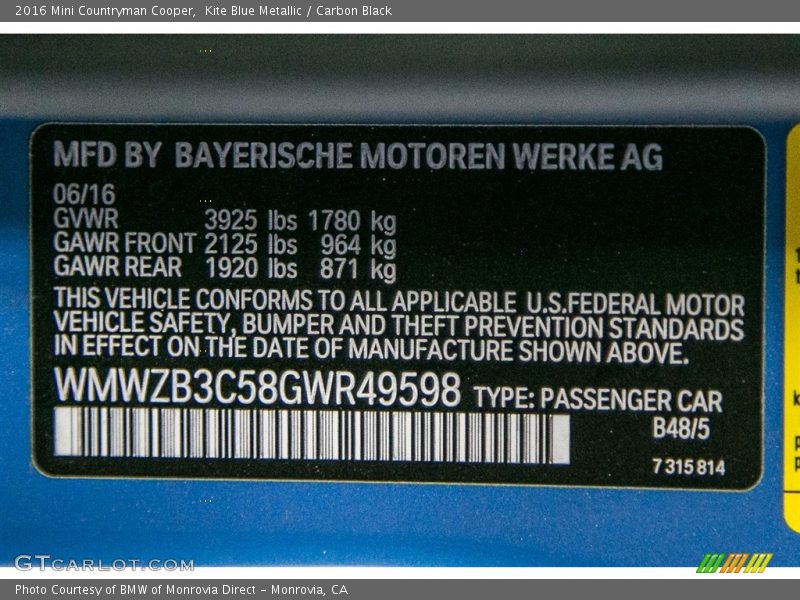 2016 Mini Countryman Cooper,  Kite Blue Metallic / Carbon Black
MFD BY BAYERISCHE MOTOREN WERKE AG
06/16
GVWR 3925 lbs 1780 kg
GAWR FRONT 2125 lbs 964 kg
GAWR REAR 1920 lbs 871 kg
THIS VEHICLE CONFORMS TO ALL APPLICABLE U.S.FEDERAL MOTOR
VEHICLE SAFETY, BUMPER AND THEFT PREVENTION STANDARDS
IN EFFECT ON THE DATE OF MANUFACTURE SHOWN ABOVE.
WMWZB3C58GWR49598 TYPE: PASSENGER CAR
B48/5
7 315 814
GTCARLOT.COM
Photo Courtesy of BMW of Monrovia Direct - Monrovia, CA